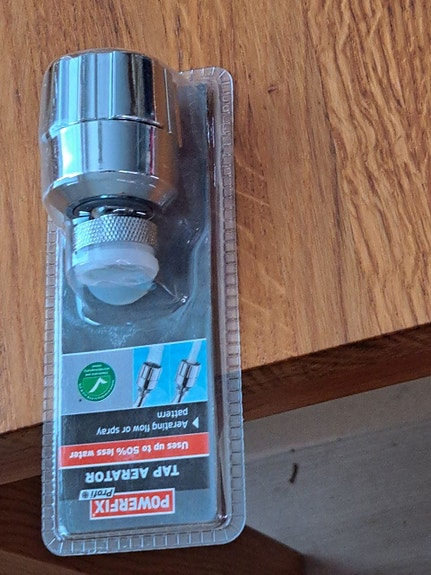 POWERFIX
Profi
TAP AERATOR
Uses up to 50% less water
Aerating flow or spray
pattern